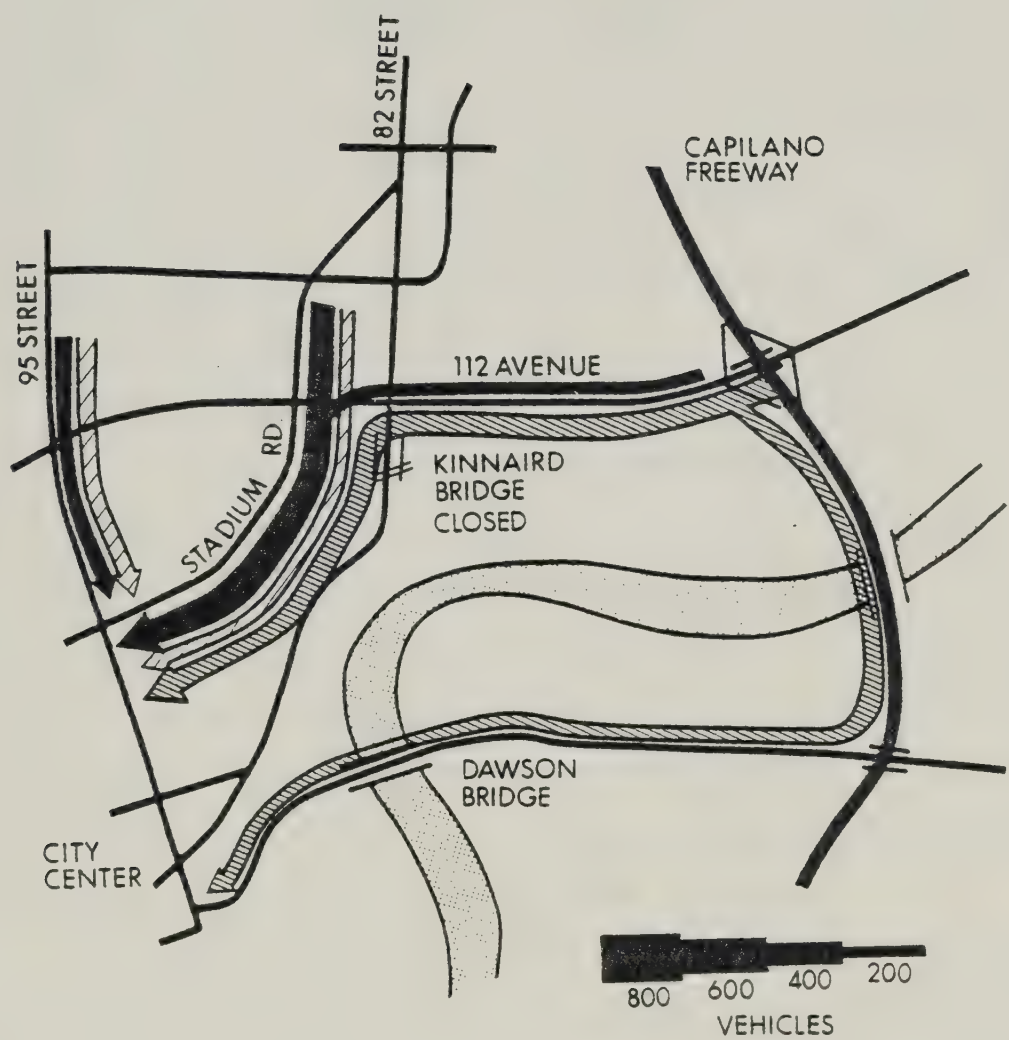 82 STREET
CAPILANO
FREEWAY
95 STREET
112 AVENUE
STADIUM RD
KINNAIRD
BRIDGE
CLOSED
DAWSON
BRIDGE
CITY
CENTER
800 600 400 200
VEHICLES